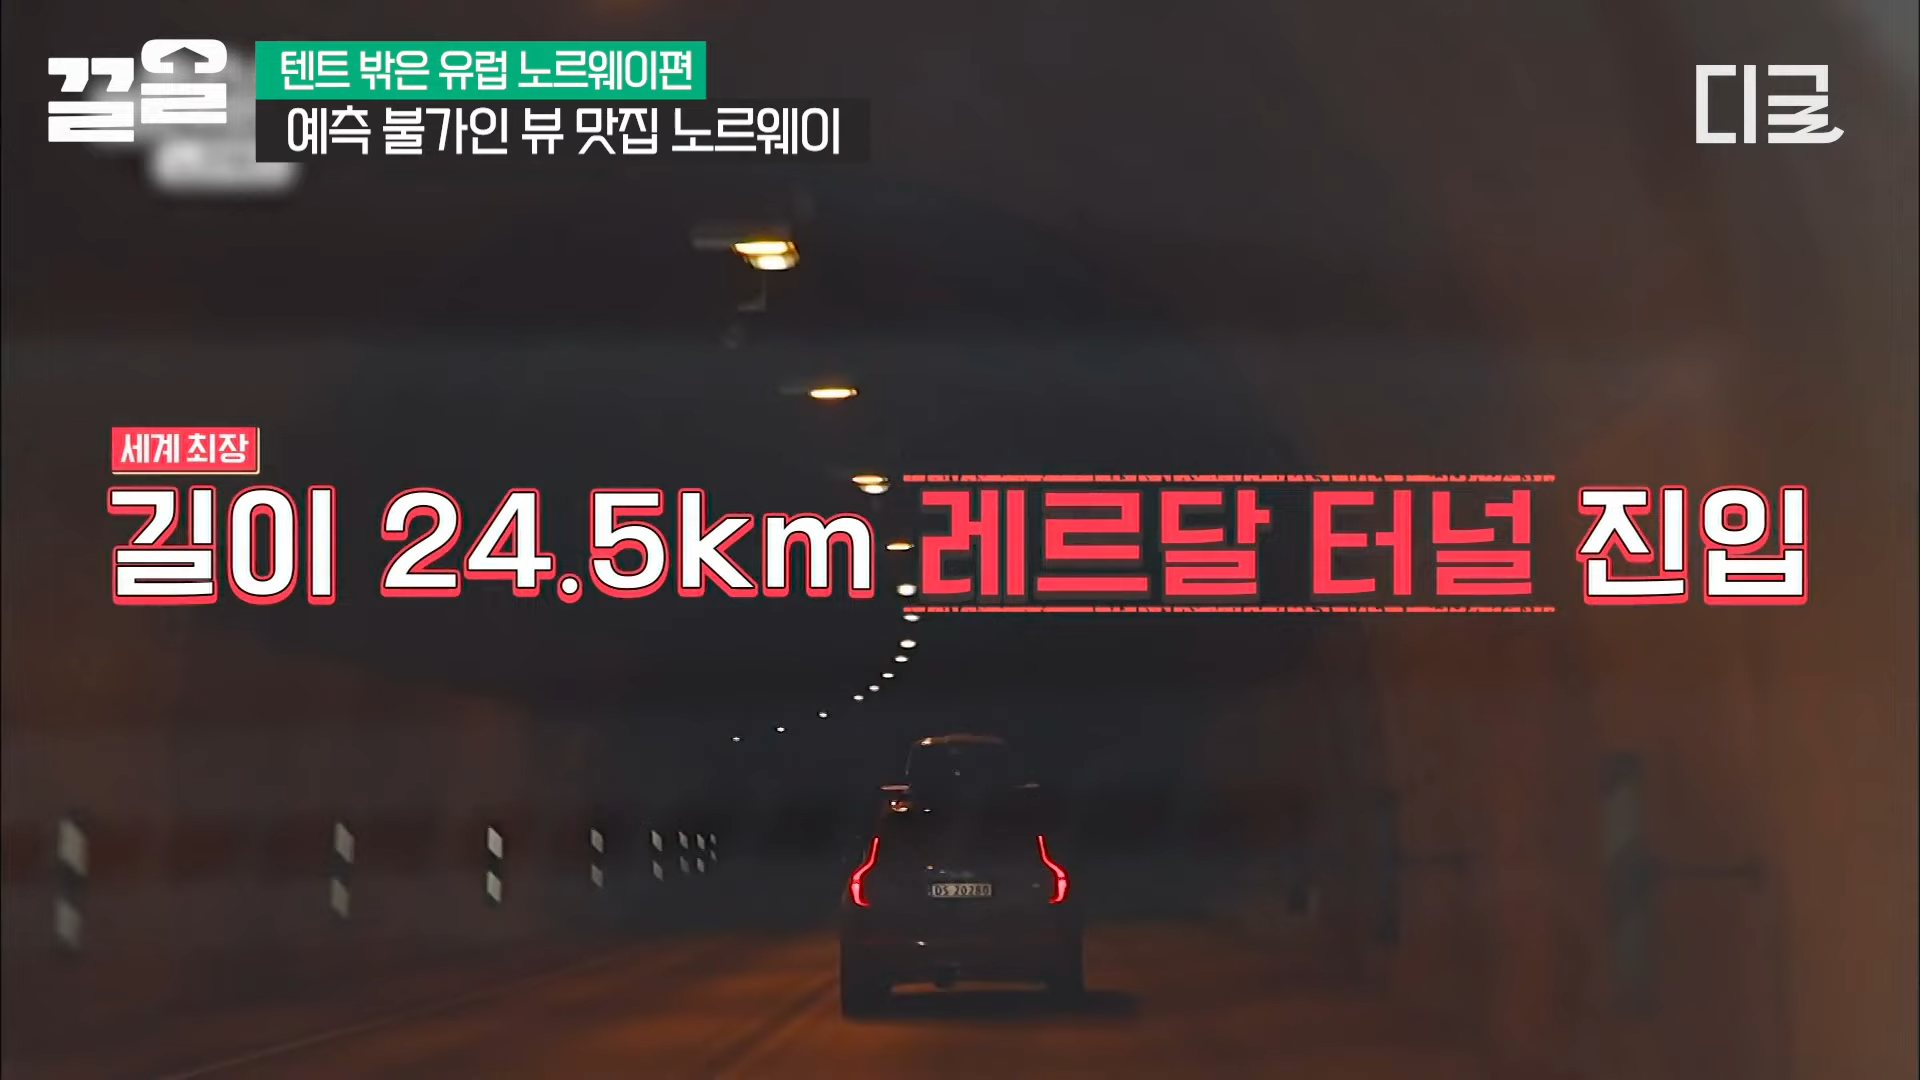 끌올
텐트 밖은 유럽 노르웨이편
예측 불가인 뷰 맛집 노르웨이
디글
세계 최장
길이 24.5km 레르달 터널 진입
DS 20280